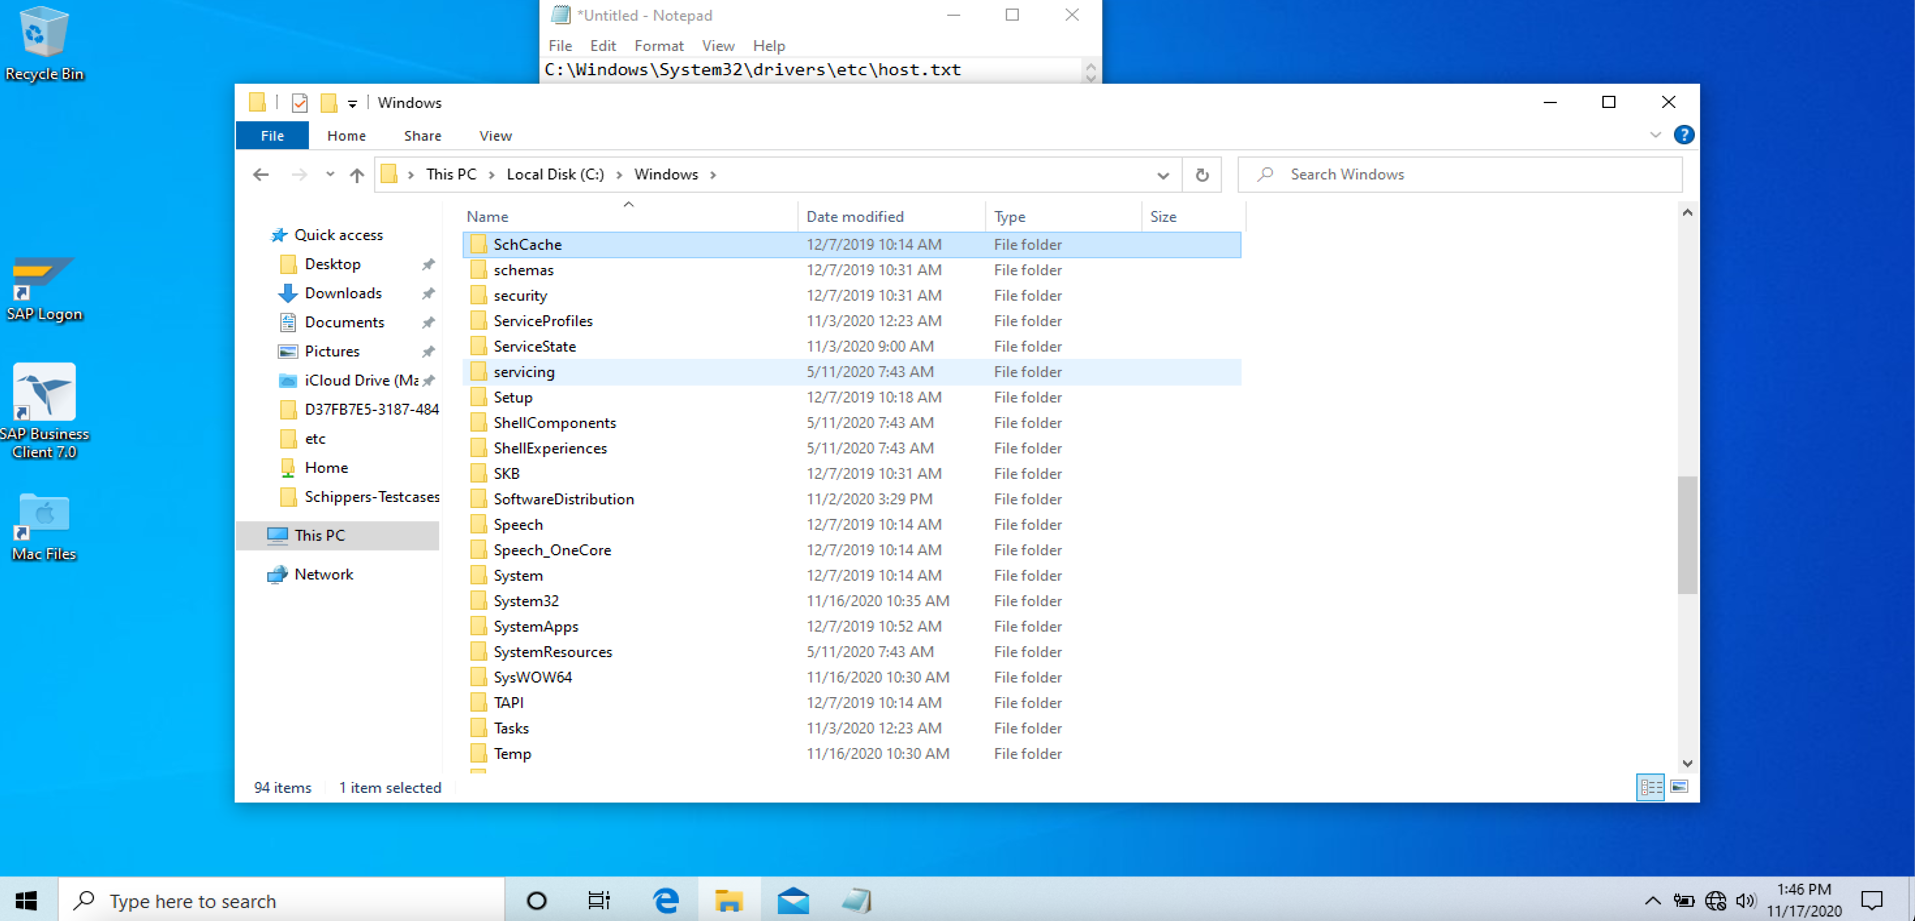 Recycle Bin
SAP Logon
SAP Business
Client 7.0
Mac Files
*Untitled - Notepad
File Edit Format View Help
C:\Windows\System32\drivers\etc\host.txt
Windows
File Home Share View
?
This PC > Local Disk (C:) > Windows >
Search Windows
Quick access
Desktop
Downloads
Documents
Pictures
iCloud Drive (Ma
D37FB7E5-3187-484
etc
Home
Schippers-Testcases
This PC
Network
Name Date modified Type Size
SchCache 12/7/2019 10:14 AM File folder
schemas 12/7/2019 10:31 AM File folder
security 12/7/2019 10:31 AM File folder
ServiceProfiles 11/3/2020 12:23 AM File folder
ServiceState 11/3/2020 9:00 AM File folder
servicing 5/11/2020 7:43 AM File folder
Setup 12/7/2019 10:18 AM File folder
ShellComponents 5/11/2020 7:43 AM File folder
ShellExperiences 5/11/2020 7:43 AM File folder
SKB 12/7/2019 10:31 AM File folder
SoftwareDistribution 11/2/2020 3:29 PM File folder
Speech 12/7/2019 10:14 AM File folder
Speech_OneCore 12/7/2019 10:14 AM File folder
System 12/7/2019 10:14 AM File folder
System32 11/16/2020 10:35 AM File folder
SystemApps 12/7/2019 10:52 AM File folder
SystemResources 5/11/2020 7:43 AM File folder
SysWOW64 11/16/2020 10:30 AM File folder
TAPI 12/7/2019 10:14 AM File folder
Tasks 11/3/2020 12:23 AM File folder
Temp 11/16/2020 10:30 AM File folder
94 items 1 item selected
Type here to search
1:46 PM
11/17/2020